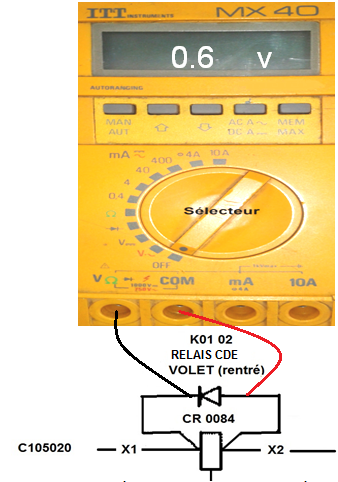 ITT INSTRUMENTS MX 40
0.6 v
AUTORANGING
MAN AC A MEM
AUT DC A MAX
mA 400 4A 10A
40
4
0.4
Ω
Sélecteur
OFF
V Ω COM mA 10A
K01 02
RELAIS CDE
VOLET (rentré)
CR 0084
C105020 X1 X2